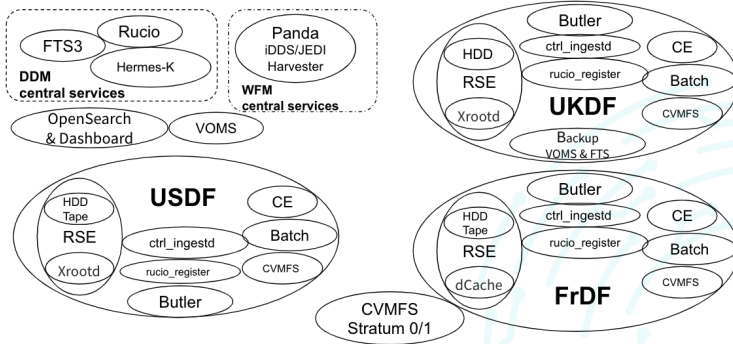 FTS3
Rucio
Hermes-K
DDM
central services
Panda
iDDS/JEDI
Harvester
WFM
central services
OpenSearch
& Dashboard
VOMS
Butler
HDD
ctrl_ingestd
CE
RSE
rucio_register
Batch
UKDF
Xrootd
CVMFS
Backup
VOMS & FTS
USDF
HDD
Tape
CE
RSE
ctrl_ingestd
Batch
Xrootd
rucio_register
CVMFS
Butler
Butler
HDD
Tape
ctrl_ingestd
CE
RSE
rucio_register
Batch
dCache
FrDF
CVMFS
CVMFS
Stratum 0/1